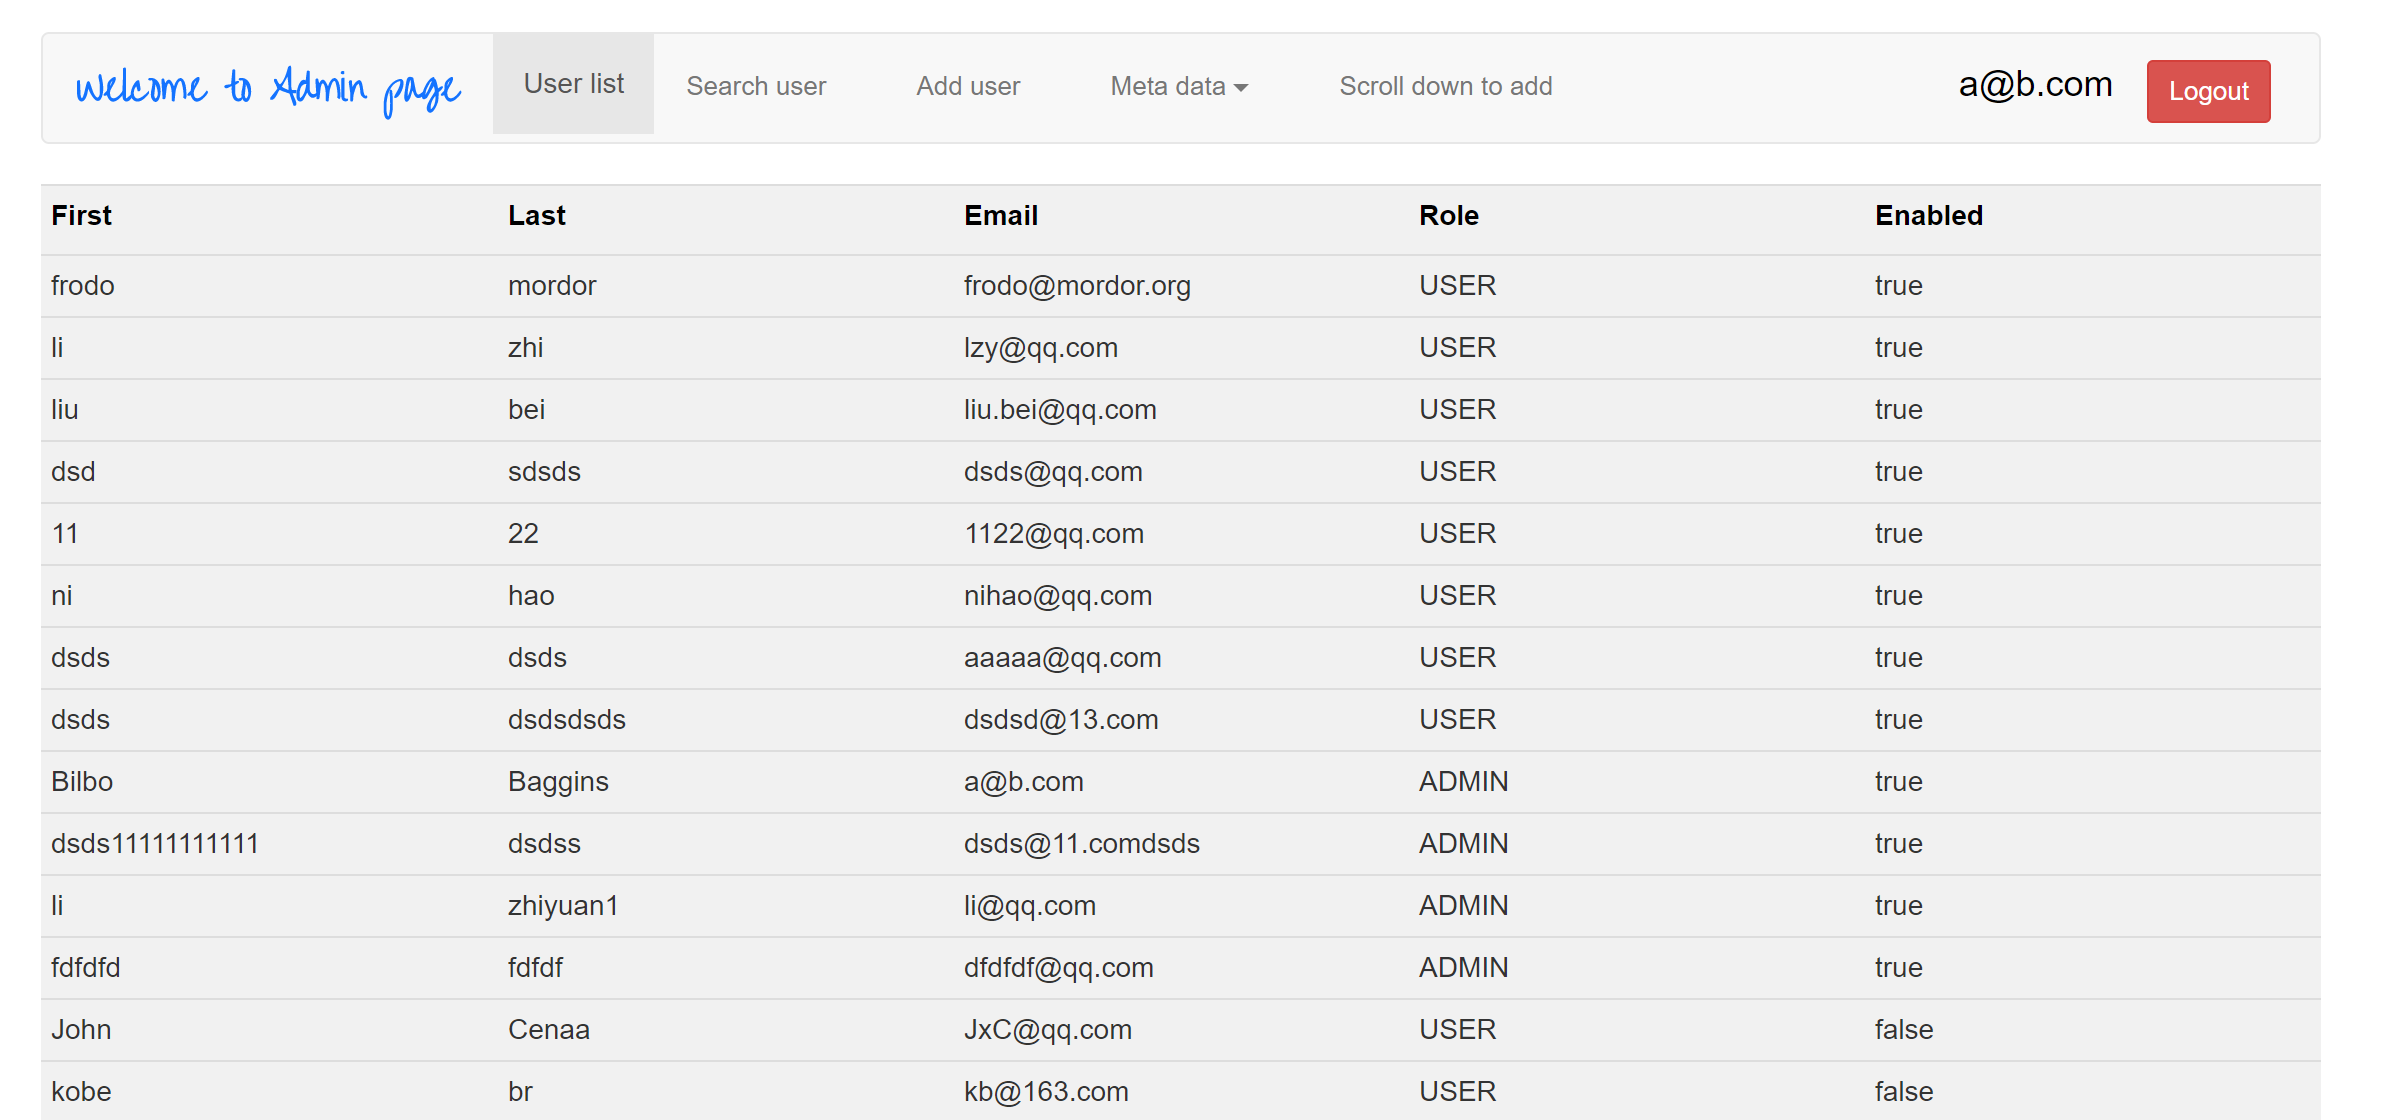 welcome to Admin page User list Search user Add user Meta data Scroll down to add a@b.com Logout
First Last Email Role Enabled
frodo mordor frodo@mordor.org USER true
li zhi lzy@qq.com USER true
liu bei liu.bei@qq.com USER true
dsd sdsds dsds@qq.com USER true
11 22 1122@qq.com USER true
ni hao nihao@qq.com USER true
dsds dsds aaaaa@qq.com USER true
dsds dsdsdsds dsdsd@13.com USER true
Bilbo Baggins a@b.com ADMIN true
dsds11111111111 dsdss dsds@11.comdsds ADMIN true
li zhiyuan1 li@qq.com ADMIN true
fdfdfd fdfdf dfdfdf@qq.com ADMIN true
John Cenaa JxC@qq.com USER false
kobe br kb@163.com USER false